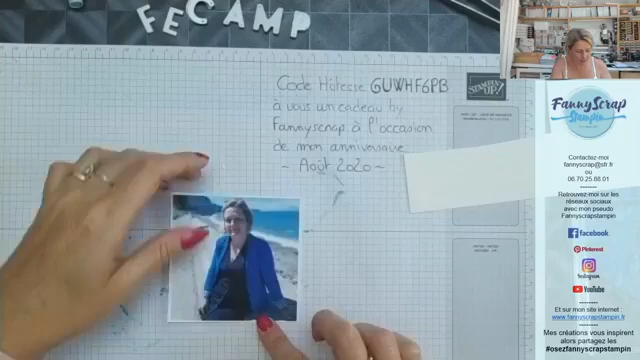 FECAMP
Code Hôtesse GUWHF6PB
à vous un cadeau by
Fannyscrap à l'occasion
de mon anniversaire
~ Août 2020 ~
STAMPIN' UP!
FannyScrap
Stampin
Contactez-moi
fannyscrap@sfr.fr
ou
06.70.25.88.01
--------
Retrouvez-moi sur les
réseaux sociaux
avec mon pseudo
Fannyscrapstampin
facebook
Pinterest
Instagram
YouTube
--------
Et sur mon site internet :
www.fannyscrapstampin.fr
--------
Mes créations vous inspirent
alors partagez les
#osezfannyscrapstampin